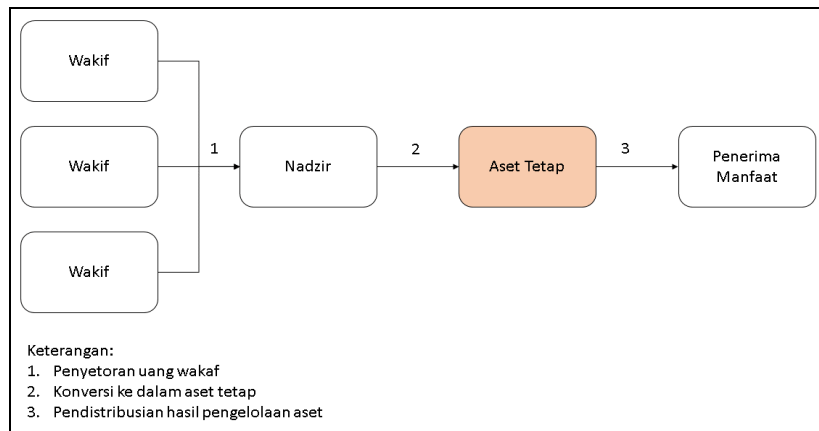 Wakif
Wakif
Wakif
1
Nadzir
2
Aset Tetap
3
Penerima
Manfaat
Keterangan:
1. Penyetoran uang wakaf
2. Konversi ke dalam aset tetap
3. Pendistribusian hasil pengelolaan aset